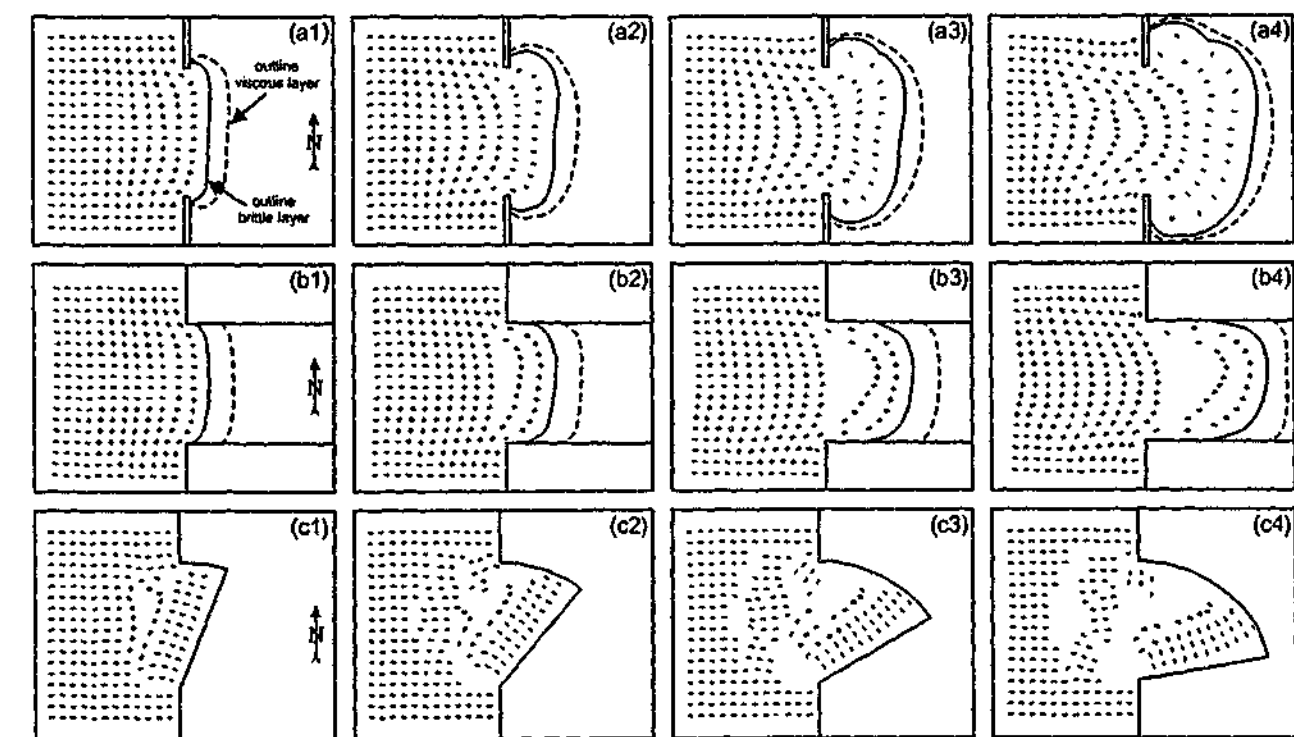 (a1)
outline
viscous layer
N
outline
brittle layer
(a2)
(a3)
(a4)
(b1)
N
(b2)
(b3)
(b4)
(c1)
N
(c2)
(c3)
(c4)